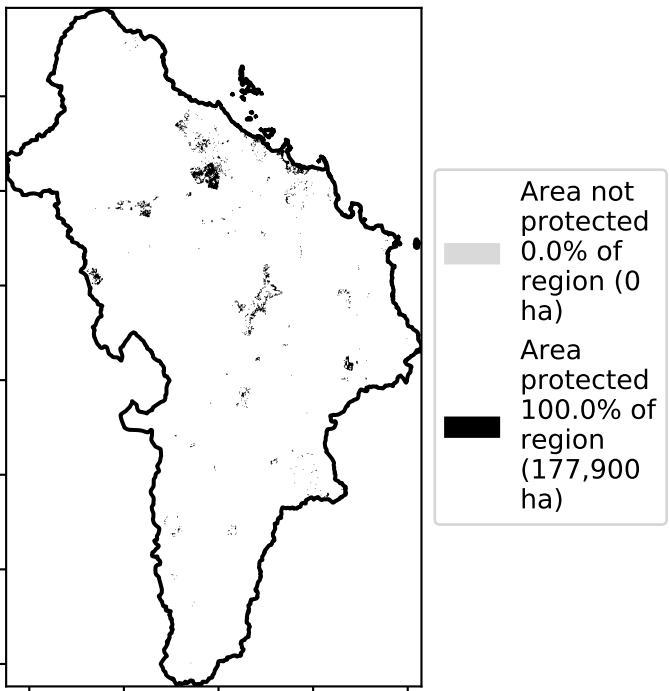 Area not
protected
0.0% of
region (0
ha)
Area
protected
100.0% of
region
(177,900
ha)